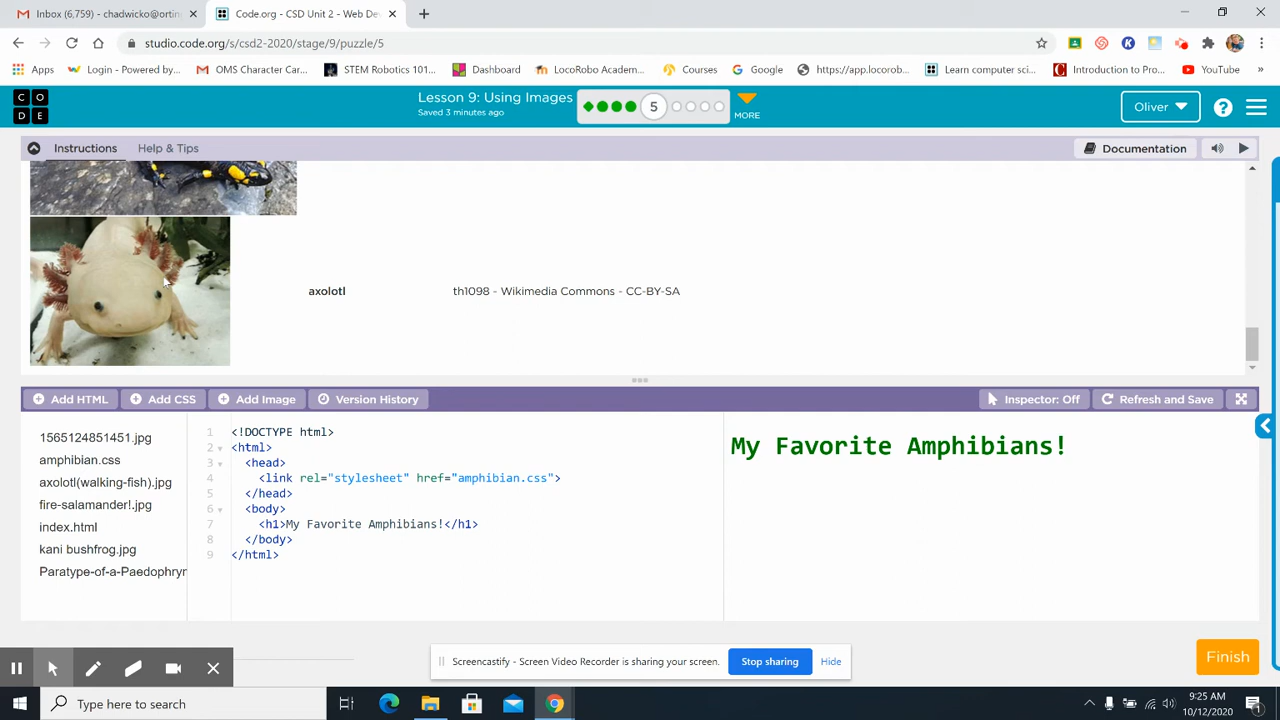 Inbox (6,759) - chadwicko@ortin
Code.org - CSD Unit 2 - Web De
studio.code.org/s/csd2-2020/stage/9/puzzle/5
Apps
Login - Powered by...
OMS Character Car...
STEM Robotics 101...
Dashboard
LocoRobo Academ...
Courses
Google
https://app.locorob...
Learn computer sci...
Introduction to Pro...
YouTube
»
C O
D E
Lesson 9: Using Images
Saved 3 minutes ago
5
MORE
Oliver
?
Instructions
Help & Tips
Documentation
axolotl
th1098 - Wikimedia Commons - CC-BY-SA
Add HTML
Add CSS
Add Image
Version History
Inspector: Off
Refresh and Save
1565124851451.jpg
amphibian.css
axolotl(walking-fish).jpg
fire-salamander!.jpg
index.html
kani bushfrog.jpg
Paratype-of-a-Paedophryn
1 <!DOCTYPE html>
2 <html>
3 <head>
4 <link rel="stylesheet" href="amphibian.css">
5 </head>
6 <body>
7 <h1>My Favorite Amphibians!</h1>
8 </body>
9 </html>
My Favorite Amphibians!
Finish
Screencastify - Screen Video Recorder is sharing your screen.
Stop sharing
Hide
Type here to search
9:25 AM
10/12/2020
1